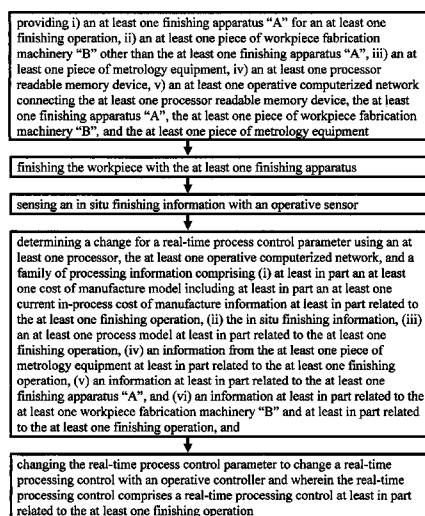 providing i) an at least one finishing apparatus “A” for an at least one
finishing operation, ii) an at least one piece of workpiece fabrication
machinery “B” other than the at least one finishing apparatus “A”, iii) an at
least one piece of metrology equipment, iv) an at least one processor
readable memory device, v) an at least one operative computerized network
connecting the at least one processor readable memory device, the at least
one finishing apparatus “A”, the at least one piece of workpiece fabrication
machinery “B”, and the at least one piece of metrology equipment
finishing the workpiece with the at least one finishing apparatus
sensing an in situ finishing information with an operative sensor
determining a change for a real-time process control parameter using an at
least one processor, the at least one operative computerized network, and a
family of processing information comprising (i) at least in part an at least
one cost of manufacture model including at least in part an at least one
current in-process cost of manufacture information at least in part related to
the at least one finishing operation, (ii) the in situ finishing information, (iii)
an at least one process model at least in part related to the at least one
finishing operation, (iv) an information from the at least one piece of
metrology equipment at least in part related to the at least one finishing
operation, (v) an information at least in part related to the at least one
finishing apparatus “A”, and (vi) an information at least in part related to the
at least one workpiece fabrication machinery “B” and at least in part related
to the at least one finishing operation, and
changing the real-time process control parameter to change a real-time
processing control with an operative controller and wherein the real-time
processing control comprises a real-time processing control at least in part
related to the at least one finishing operation